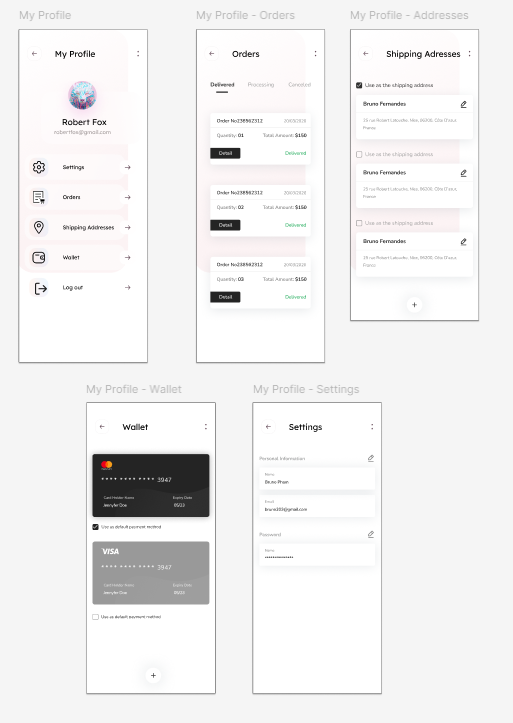 My Profile
My Profile
Robert Fox
robertfox@gmail.com
Settings
Orders
Shipping Addresses
Wallet
Log out
My Profile - Orders
Orders
Delivered Processing Canceled
Order No238562312 20/03/2020
Quantity: 01 Total Amount: $150
Detail Delivered
Order No238562312 20/03/2020
Quantity: 02 Total Amount: $150
Detail Delivered
Order No238562312 20/03/2020
Quantity: 03 Total Amount: $150
Detail Delivered
My Profile - Addresses
Shipping Adresses
Use as the shipping address
Bruno Fernandes
25 rue Robert Latouche, Nice, 06200, Côte D'azur,
France
Use as the shipping address
Bruno Fernandes
25 rue Robert Latouche, Nice, 06200, Côte D'azur,
France
Use as the shipping address
Bruno Fernandes
25 rue Robert Latouche, Nice, 06200, Côte D'azur,
France
+
My Profile - Wallet
Wallet
**** **** **** 3947
Card Holder Name Expiry Date
Jennyfer Doe 05/23
Use as default payment method
VISA
**** **** **** 3947
Card Holder Name Expiry Date
Jennyfer Doe 05/23
Use as default payment method
+
My Profile - Settings
Settings
Personal Information
Name
Bruno Pham
Email
bruno203@gmail.com
Password
Name